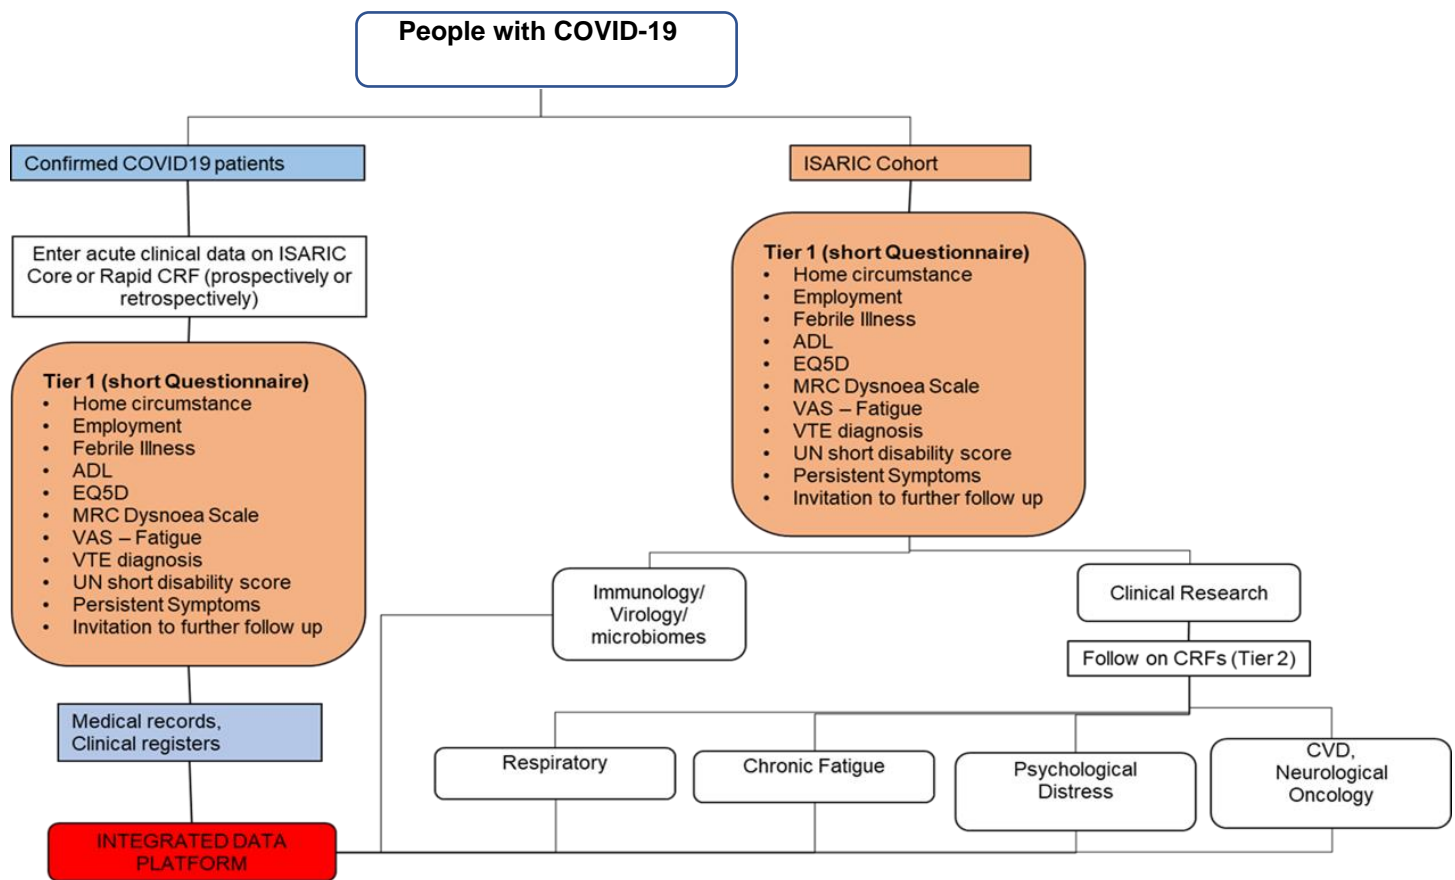 People with COVID-19
Confirmed COVID19 patients
ISARIC Cohort
Enter acute clinical data on ISARIC
Core or Rapid CRF (prospectively or
retrospectively)
Tier 1 (short Questionnaire)
• Home circumstance
• Employment
• Febrile Illness
• ADL
• EQ5D
• MRC Dysnoea Scale
• VAS – Fatigue
• VTE diagnosis
• UN short disability score
• Persistent Symptoms
• Invitation to further follow up
Tier 1 (short Questionnaire)
• Home circumstance
• Employment
• Febrile Illness
• ADL
• EQ5D
• MRC Dysnoea Scale
• VAS – Fatigue
• VTE diagnosis
• UN short disability score
• Persistent Symptoms
• Invitation to further follow up
Immunology/
Virology/
microbiomes
Clinical Research
Follow on CRFs (Tier 2)
Medical records,
Clinical registers
Respiratory
Chronic Fatigue
Psychological
Distress
CVD,
Neurological
Oncology
INTEGRATED DATA
PLATFORM